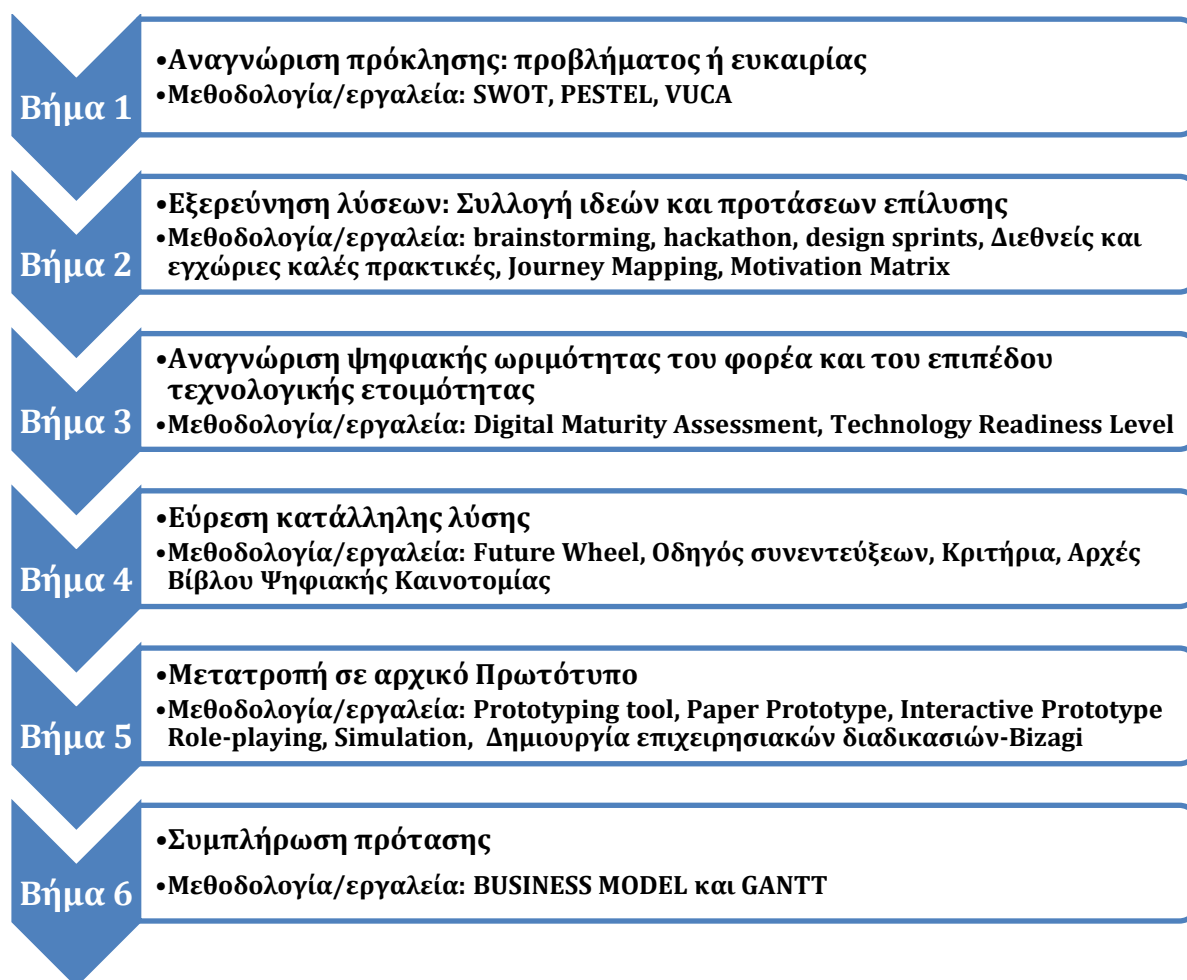 Βήμα 1
•Αναγνώριση πρόκλησης: προβλήματος ή ευκαιρίας
•Μεθοδολογία/εργαλεία: SWOT, PESTEL, VUCA
Βήμα 2
•Εξερεύνηση λύσεων: Συλλογή ιδεών και προτάσεων επίλυσης
•Μεθοδολογία/εργαλεία: brainstorming, hackathon, design sprints, Διεθνείς και
εγχώριες καλές πρακτικές, Journey Mapping, Motivation Matrix
Βήμα 3
•Αναγνώριση ψηφιακής ωριμότητας του φορέα και του επιπέδου
τεχνολογικής ετοιμότητας
•Μεθοδολογία/εργαλεία: Digital Maturity Assessment, Technology Readiness Level
Βήμα 4
•Εύρεση κατάλληλης λύσης
•Μεθοδολογία/εργαλεία: Future Wheel, Οδηγός συνεντεύξεων, Κριτήρια, Αρχές
Βίβλου Ψηφιακής Καινοτομίας
Βήμα 5
•Μετατροπή σε αρχικό Πρωτότυπο
•Μεθοδολογία/εργαλεία: Prototyping tool, Paper Prototype, Interactive Prototype
Role-playing, Simulation, Δημιουργία επιχειρησιακών διαδικασιών-Bizagi
Βήμα 6
•Συμπλήρωση πρότασης
•Μεθοδολογία/εργαλεία: BUSINESS MODEL και GANTT